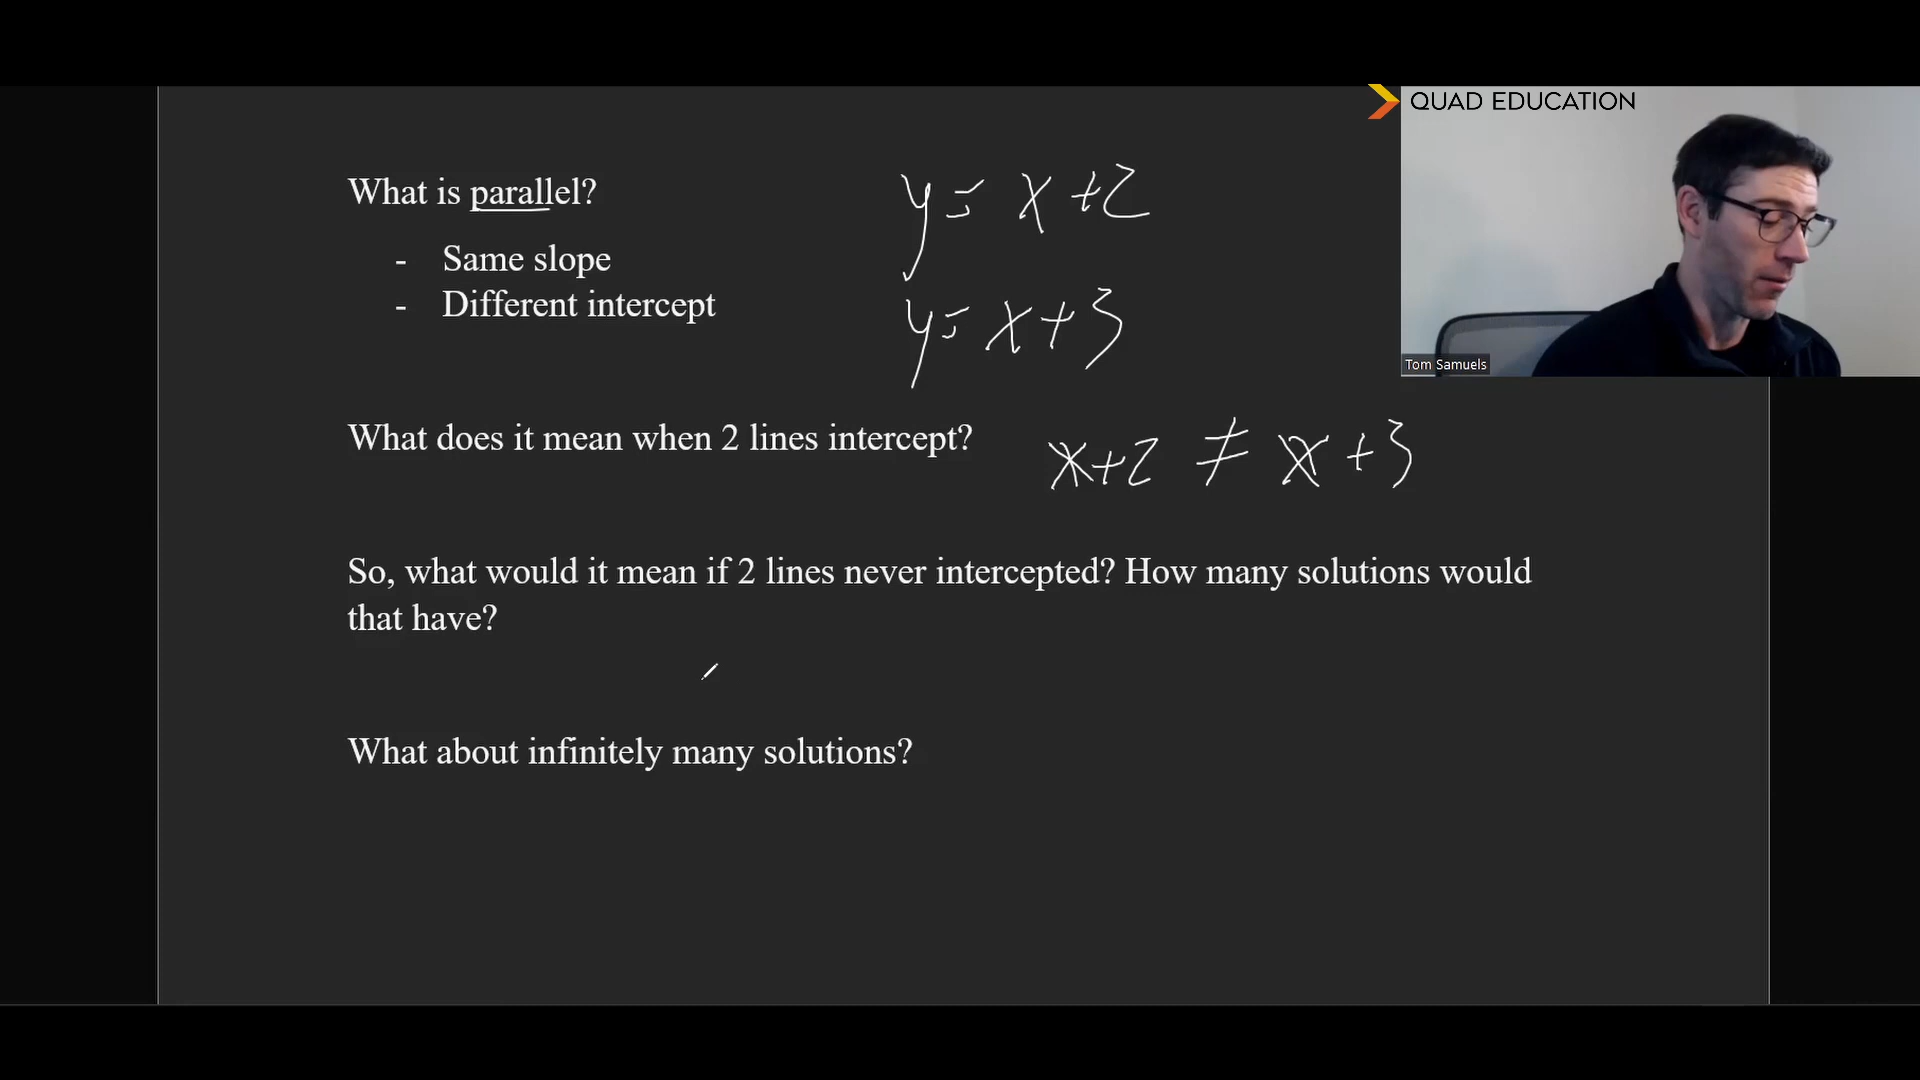 QUAD EDUCATION
What is parallel?
- Same slope
- Different intercept
y = x + 2
y = x + 3
Tom Samuels
What does it mean when 2 lines intercept?
x + 2 ≠ x + 3
So, what would it mean if 2 lines never intercepted? How many solutions would
that have?
What about infinitely many solutions?